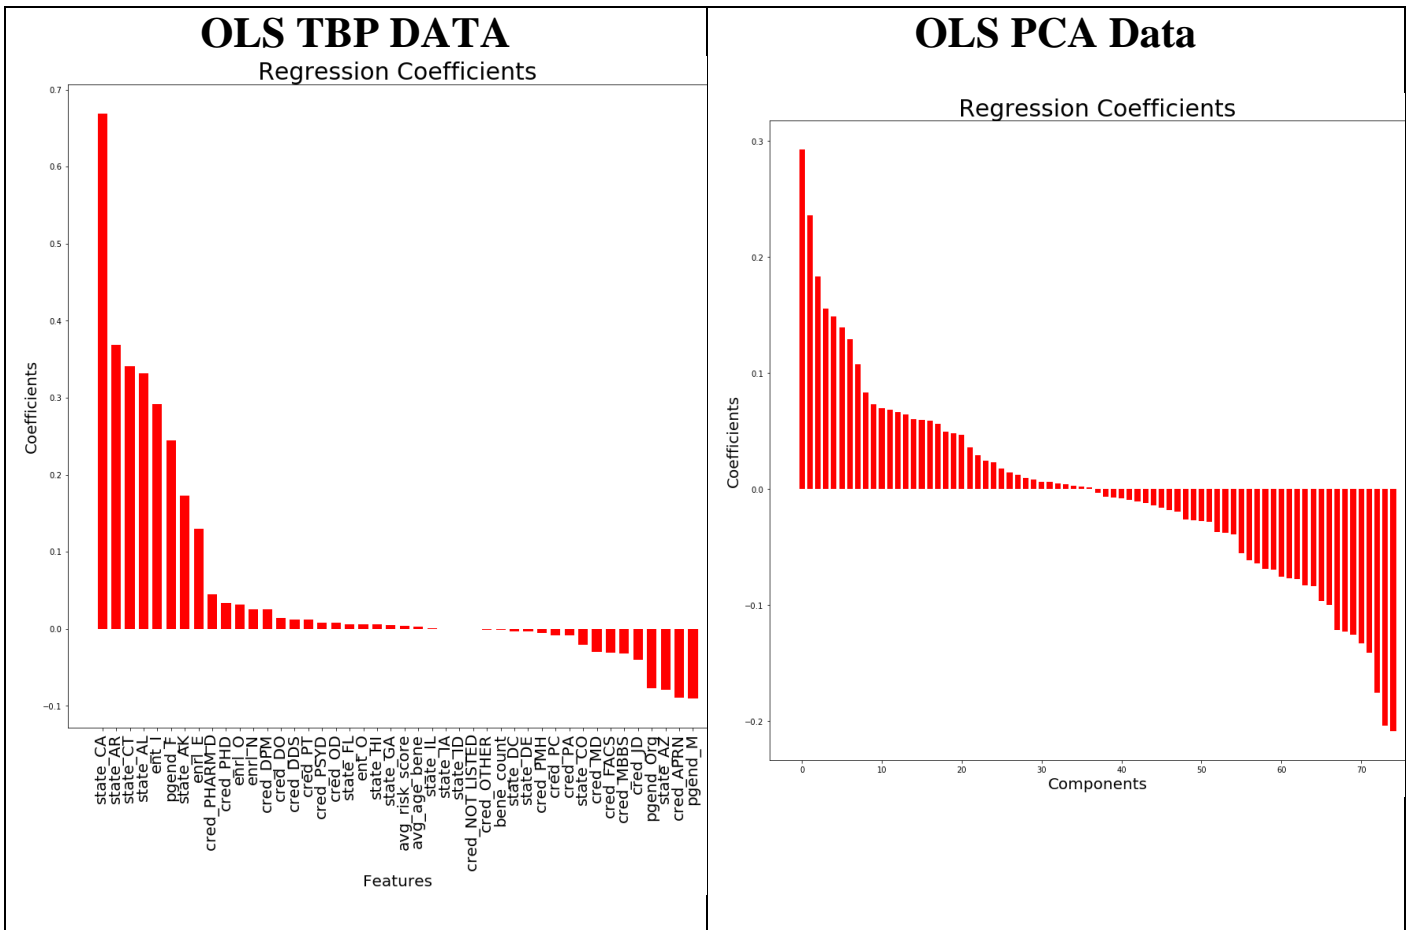 OLS TBP DATA
Regression Coefficients
0.7
0.6
0.5
0.4
0.3
0.2
0.1
0.0
−0.1
Coefficients
state_CA
state_AR
state_CT
state_AL
ent_I
pgend_F
state_AK
enrl_E
cred_PHARM_D
cred_PHD
enrl_O
enrl_N
cred_DPM
cred_DO
cred_DDS
cred_PT
cred_PSYD
cred_OD
state_FL
ent_O
state_HI
state_GA
avg_risk_score
avg_age_bene
state_IL
state_IA
state_ID
cred_NOT LISTED
cred_OTHER
bene_count
state_DC
state_DE
cred_PMH
cred_PC
cred_PA
state_CO
cred_MD
cred_FACS
cred_MBBS
cred_JD
pgend_Org
state_AZ
cred_APRN
pgend_M
Features
OLS PCA Data
Regression Coefficients
0.3
0.2
0.1
0.0
−0.1
−0.2
Coefficients
0 10 20 30 40 50 60 70
Components